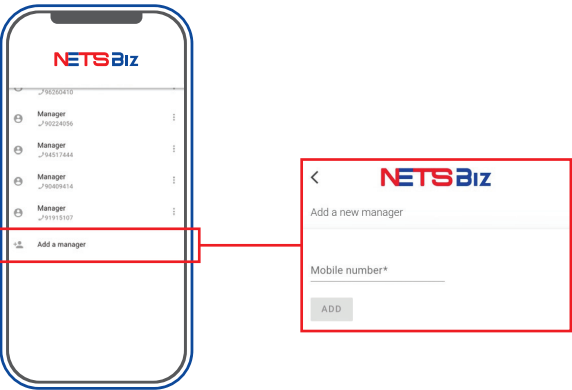 NETSBIZ
96260410
Manager
90224056
Manager
94517444
Manager
90409414
Manager
91915107
Add a manager
NETSBIZ
Add a new manager
Mobile number*
ADD